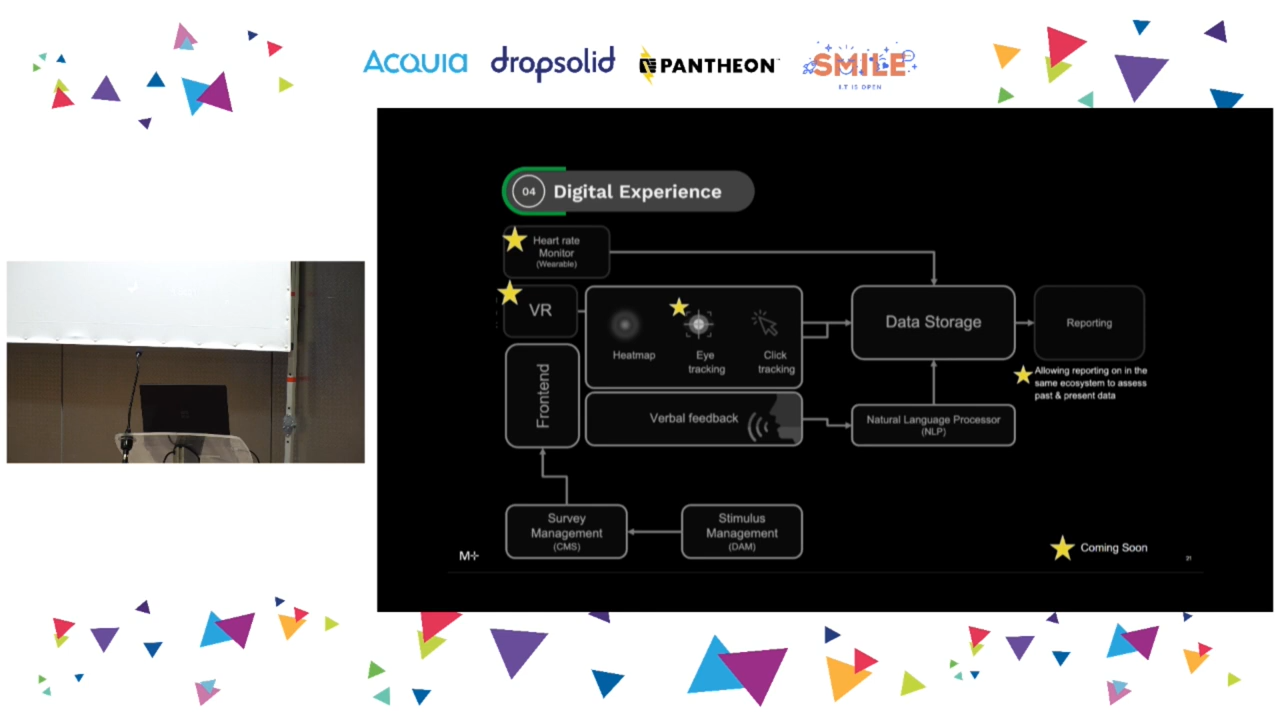 ACQUIA
dropsolid
PANTHEON
SMILE
I.T IS OPEN
04
Digital Experience
Heart rate
Monitor
(Wearable)
VR
Heatmap
Eye
tracking
Click
tracking
Data Storage
Reporting
Allowing reporting on in the
same ecosystem to assess
past & present data
Frontend
Verbal feedback
Natural Language Processor
(NLP)
Survey
Management
(CMS)
Stimulus
Management
(DAM)
M+
Coming Soon
31